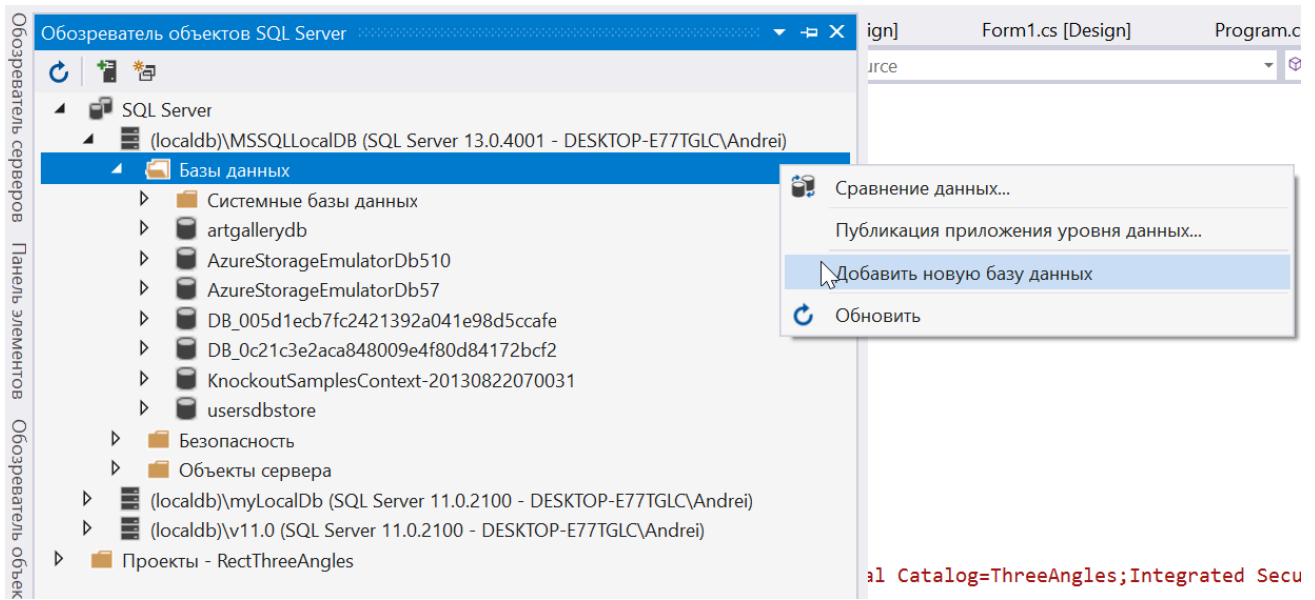 Обозреватель серверов
Панель элементов
Обозреватель объек
Обозреватель объектов SQL Server
SQL Server
(localdb)\MSSQLLocalDB (SQL Server 13.0.4001 - DESKTOP-E77TGLC\Andrei)
Базы данных
Системные базы данных
artgallerydb
AzureStorageEmulatorDb510
AzureStorageEmulatorDb57
DB_005d1ecb7fc2421392a041e98d5ccafe
DB_0c21c3e2aca848009e4f80d84172bcf2
KnockoutSamplesContext-20130822070031
usersdbstore
Безопасность
Объекты сервера
(localdb)\myLocalDb (SQL Server 11.0.2100 - DESKTOP-E77TGLC\Andrei)
(localdb)\v11.0 (SQL Server 11.0.2100 - DESKTOP-E77TGLC\Andrei)
Проекты - RectThreeAngles
ign] Form1.cs [Design] Program.c
urce
Сравнение данных...
Публикация приложения уровня данных...
Добавить новую базу данных
Обновить
al Catalog=ThreeAngles;Integrated Secu